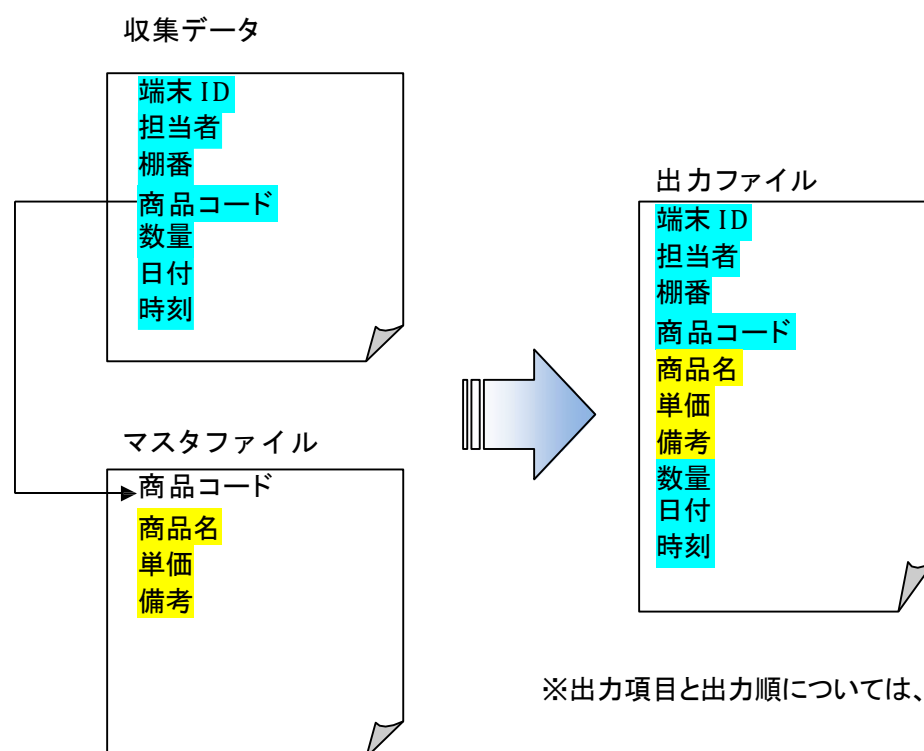 収集データ
端末 ID
担当者
棚番
商品コード
数量
日付
時刻
マスタファイル
商品コード
商品名
単価
備考
出力ファイル
端末 ID
担当者
棚番
商品コード
商品名
単価
備考
数量
日付
時刻
※出力項目と出力順については、